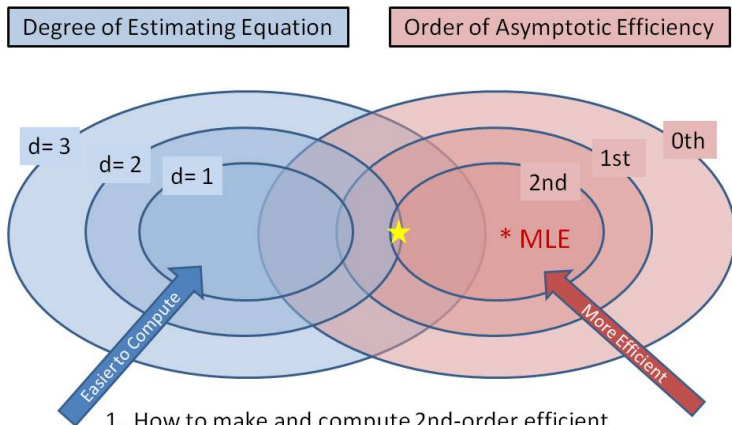 Degree of Estimating Equation
Order of Asymptotic Efficiency
d= 3
d= 2
d= 1
2nd
1st
0th
* MLE
Easier to Compute
More Efficient
1. How to make and compute 2nd-order efficient